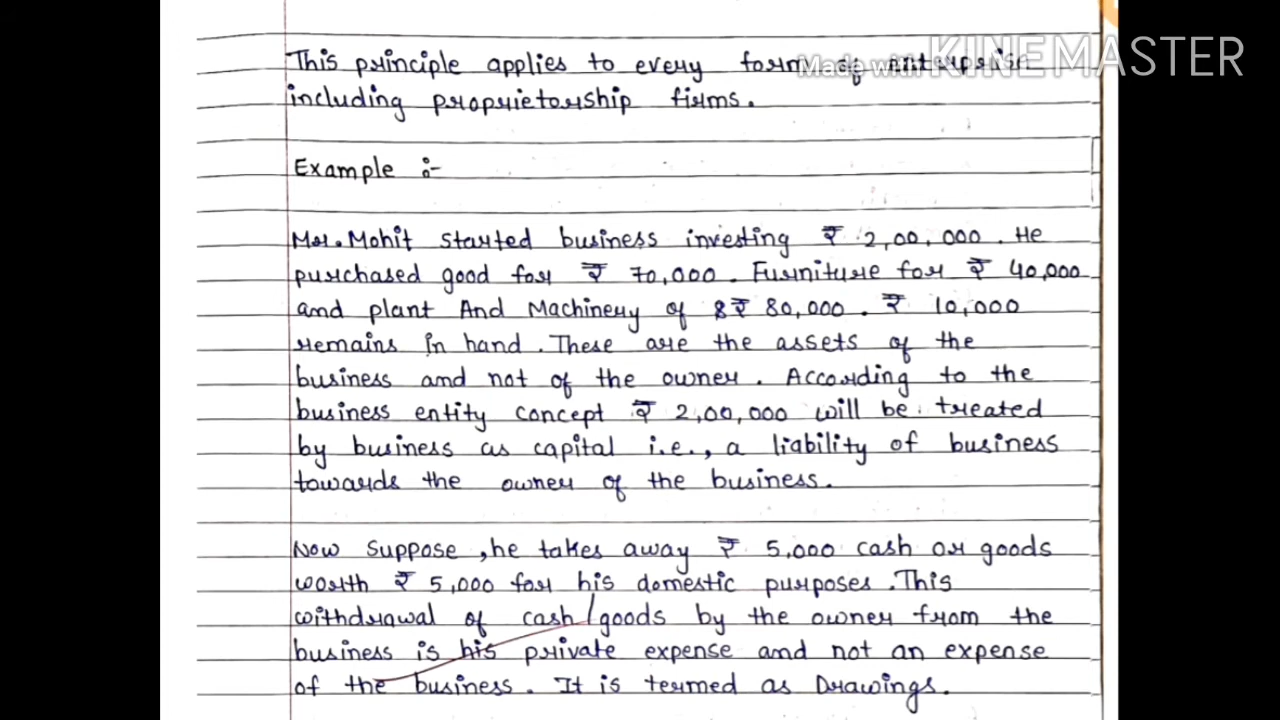 Made with KINEMASTER
This principle applies to every form of enterprise
including proprietorship firms.
Example :-
Mr. Mohit started business investing ₹ 2,00,000. He
purchased good for ₹ 70,000. Furniture for ₹ 40,000
and plant And Machinery of ₹ 80,000. ₹ 10,000
remains in hand. These are the assets of the
business and not of the owner. According to the
business entity concept ₹ 2,00,000 will be treated
by business as capital i.e., a liability of business
towards the owner of the business.
Now suppose, he takes away ₹ 5,000 cash or goods
worth ₹ 5,000 for his domestic purposes. This
withdrawal of cash/goods by the owner from the
business is his private expense and not an expense
of the business. It is termed as Drawings.